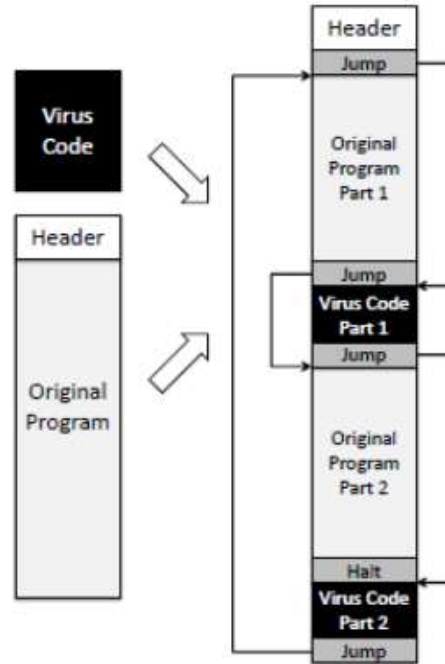 Virus
Code
Header
Original
Program
Header
Jump
Original
Program
Part 1
Jump
Virus Code
Part 1
Jump
Original
Program
Part 2
Halt
Virus Code
Part 2
Jump